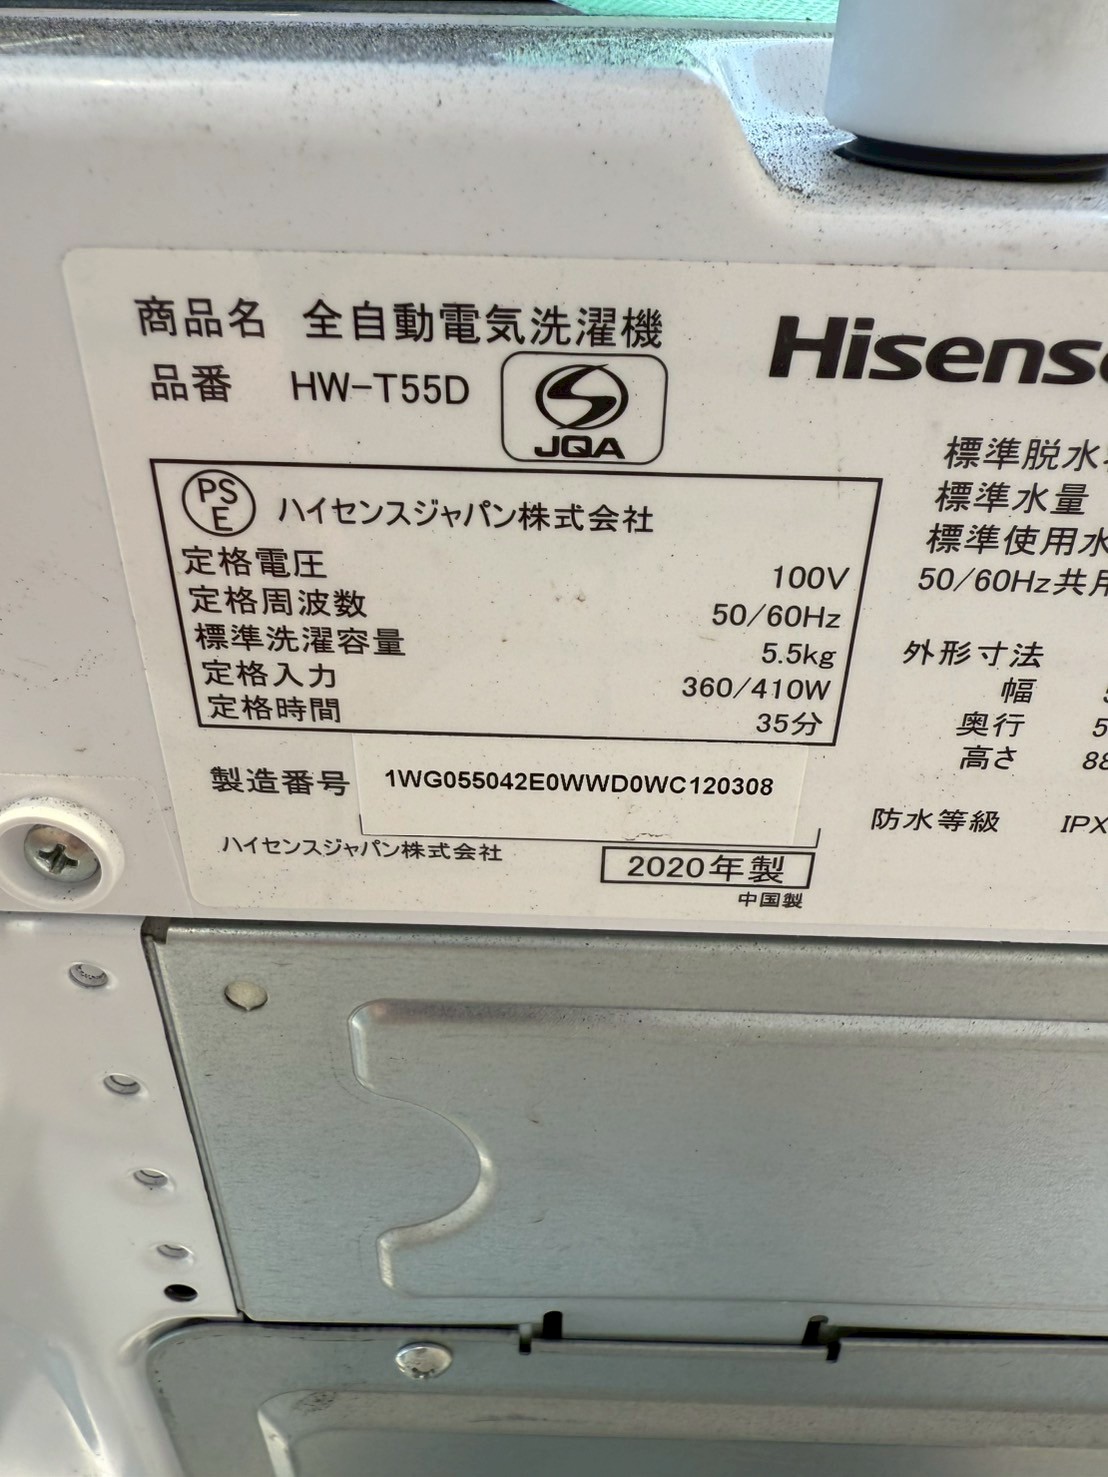 商品名 全自動電気洗濯機
品番 HW-T55D
JQA
Hisense
PS
E
ハイセンスジャパン株式会社
定格電圧 100V
定格周波数 50/60Hz
標準洗濯容量 5.5kg
定格入力 360/410W
定格時間 35分
製造番号 1WG055042E0WWD0WC120308
ハイセンスジャパン株式会社
2020年製
中国製
標準脱水
標準水量
標準使用水
50/60Hz共用
外形寸法
幅 5
奥行 5
高さ 88
防水等級 IPX